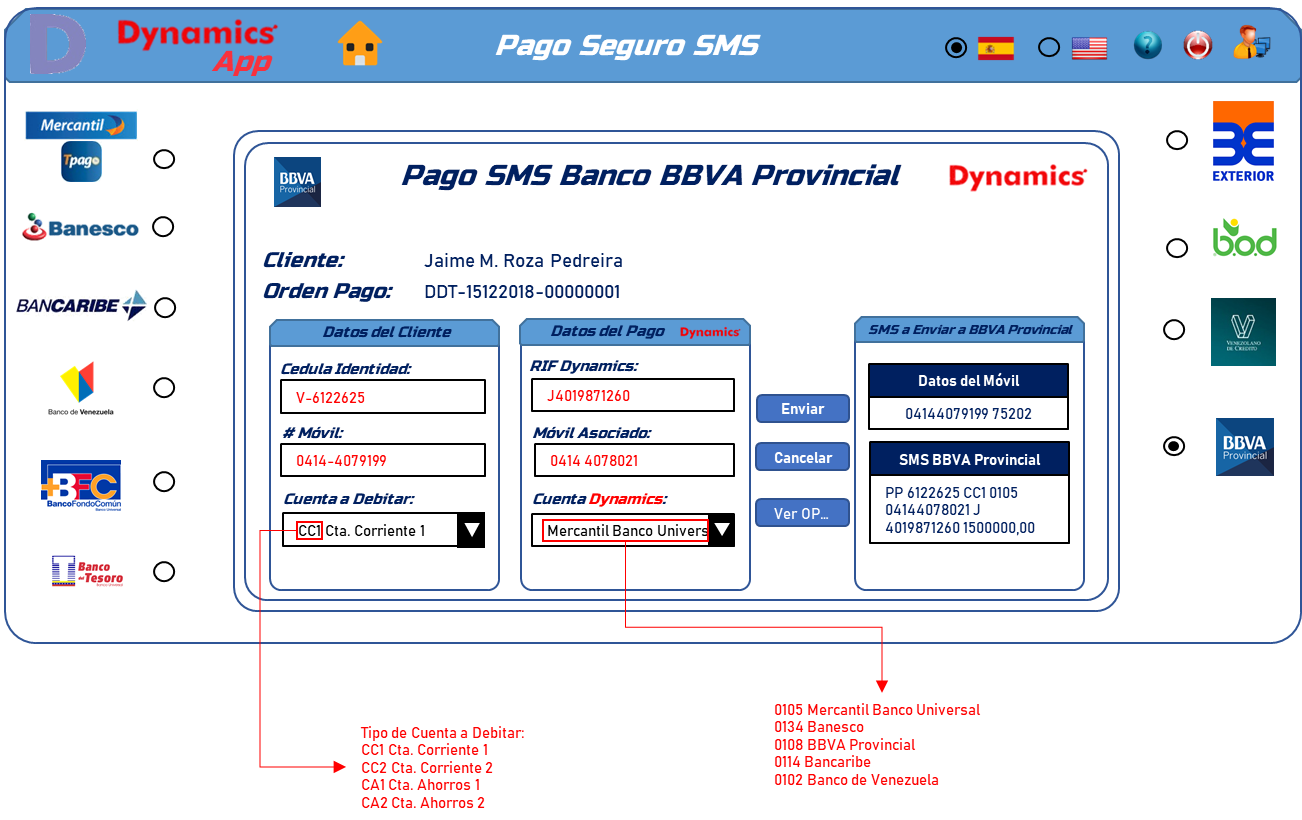 D
Dynamics
App
Pago Seguro SMS
?
Mercantil
Tpago
Banesco
BANCARIBE
Banco de Venezuela
BFC
BancoFondoComún
Banco Universal
Banco
del Tesoro
EXTERIOR
b.o.d
VENEZOLANO
DE CRÉDITO
BBVA
Provincial
BBVA
Provincial
Pago SMS Banco BBVA Provincial
Dynamics
Cliente: Jaime M. Roza Pedreira
Orden Pago: DDT-15122018-00000001
Datos del Cliente
Cedula Identidad:
V-6122625
# Móvil:
0414-4079199
Cuenta a Debitar:
CC1 Cta. Corriente 1
Datos del Pago Dynamics
RIF Dynamics:
J4019871260
Móvil Asociado:
0414 4078021
Cuenta Dynamics:
Mercantil Banco Univers
Enviar
Cancelar
Ver OP...
SMS a Enviar a BBVA Provincial
Datos del Móvil
04144079199 75202
SMS BBVA Provincial
PP 6122625 CC1 0105
04144078021 J
4019871260 1500000,00
Tipo de Cuenta a Debitar:
CC1 Cta. Corriente 1
CC2 Cta. Corriente 2
CA1 Cta. Ahorros 1
CA2 Cta. Ahorros 2
0105 Mercantil Banco Universal
0134 Banesco
0108 BBVA Provincial
0114 Bancaribe
0102 Banco de Venezuela